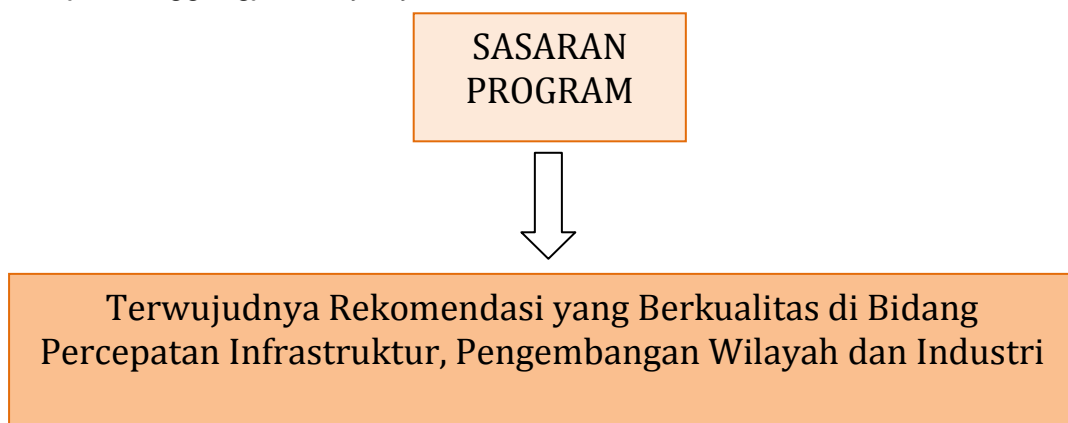 SASARAN
PROGRAM
Terwujudnya Rekomendasi yang Berkualitas di Bidang
Percepatan Infrastruktur, Pengembangan Wilayah dan Industri